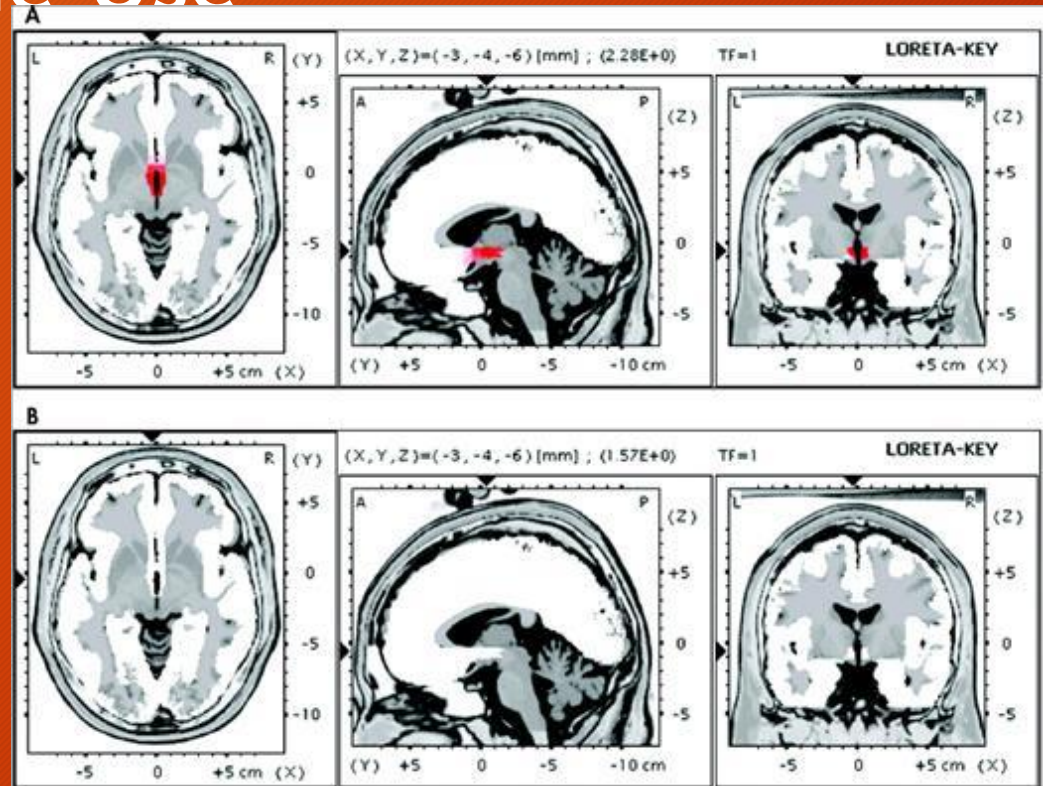 A
L R (Y)
+5
0
-5
-10
-5 0 +5 cm (X)
(X,Y,Z)=(-3,-4,-6)[mm] ; (2.28E+0) TF=1 LORETA-KEY
A P (Z)
+5
0
-5
(Y) +5 0 -5 -10 cm
L R (Z)
+5
0
-5
-5 0 +5 cm (X)
B
L R (Y)
+5
0
-5
-10
-5 0 +5 cm (X)
(X,Y,Z)=(-3,-4,-6)[mm] ; (1.57E+0) TF=1 LORETA-KEY
A P (Z)
+5
0
-5
(Y) +5 0 -5 -10 cm
L R (Z)
+5
0
-5
-5 0 +5 cm (X)